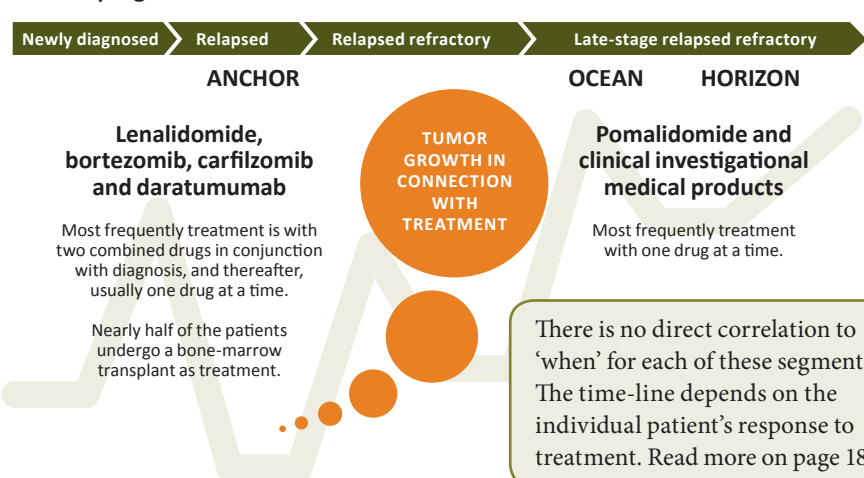 Newly diagnosed
Relapsed
Relapsed refractory
Late-stage relapsed refractory
ANCHOR
OCEAN
HORIZON
Lenalidomide,
bortezomib, carfilzomib
and daratumumab
Most frequently treatment is with
two combined drugs in conjunction
with diagnosis, and thereafter,
usually one drug at a time.
Nearly half of the patients
undergo a bone-marrow
transplant as treatment.
TUMOR
GROWTH IN
CONNECTION
WITH
TREATMENT
Pomalidomide and
clinical investigational
medical products
Most frequently treatment
with one drug at a time.
There is no direct correlation to
‘when’ for each of these segment
The time-line depends on the
individual patient’s response to
treatment. Read more on page 18